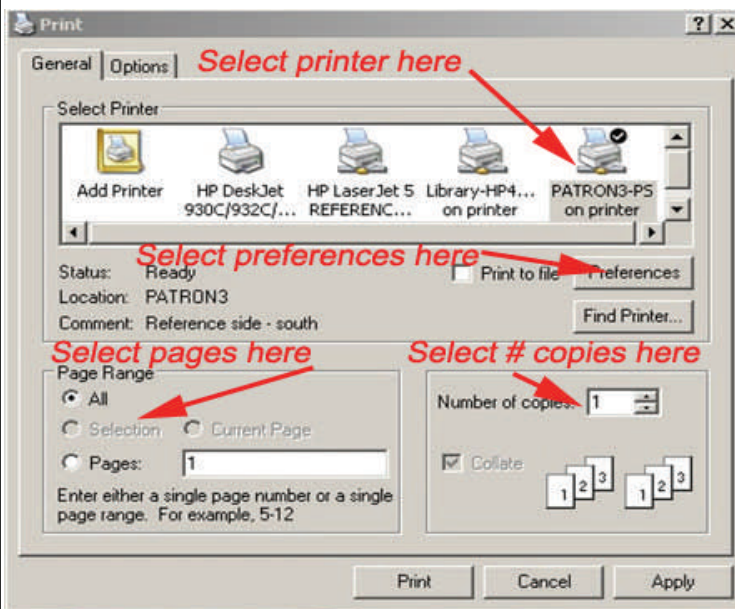 Print
General Options Select printer here
Select Printer
Add Printer HP DeskJet HP LaserJet 5 Library-HP4... PATRON3-PS
930C/932C/... REFERENC... on printer on printer
Select preferences here
Status: Ready Print to file Preferences
Location: PATRON3
Comment: Reference side - south Find Printer...
Select pages here Select # copies here
Page Range
All Number of copies: 1
Selection Current Page
Pages: 1 Collate
Enter either a single page number or a single
page range. For example, 5-12
1 2 3 1 2 3
Print Cancel Apply